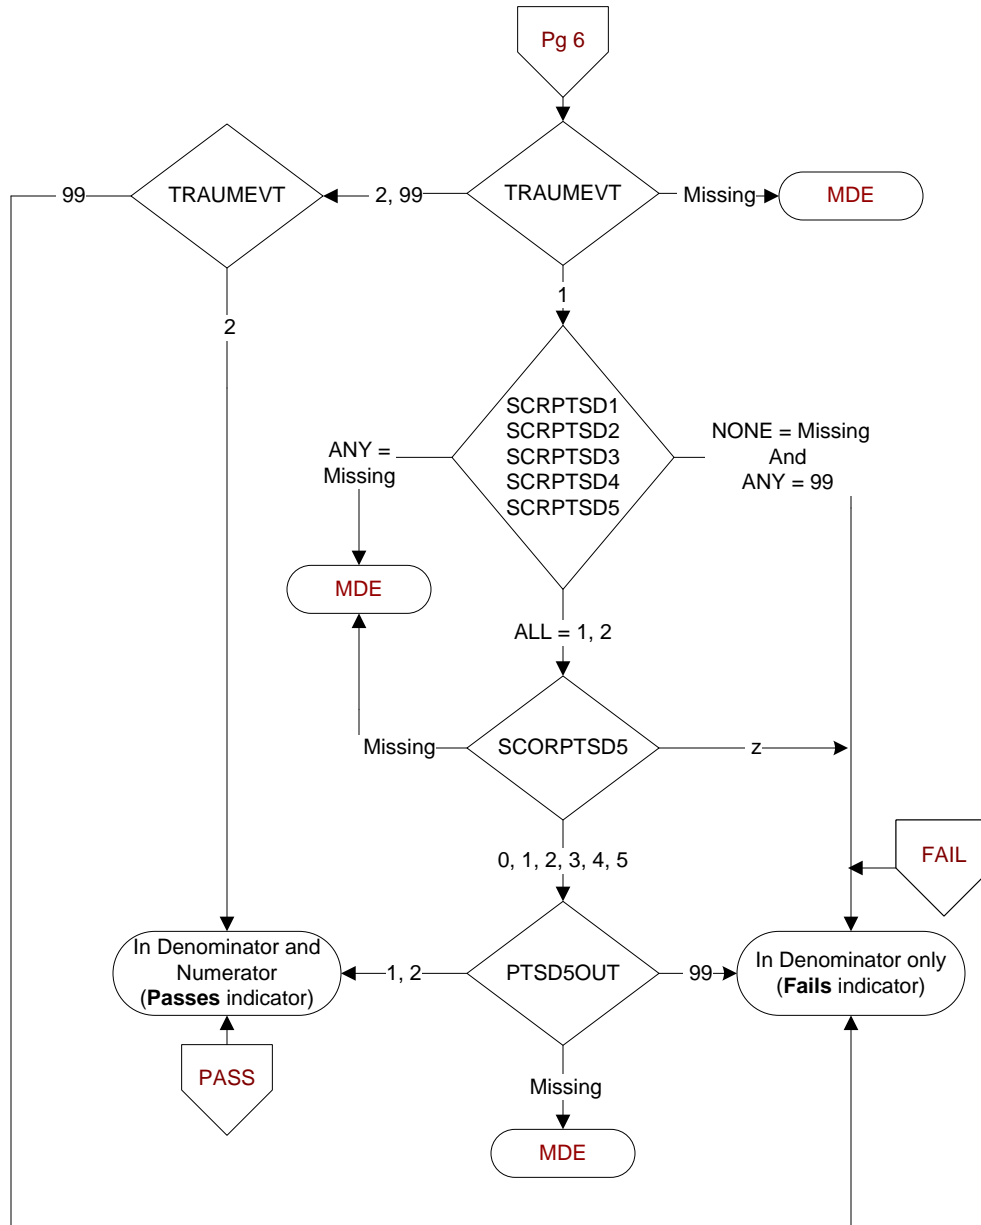 Pg 6
TRAUMEVT
TRAUMEVT
99
2, 99
Missing
MDE
1
2
SCRPTSD1
SCRPTSD2
SCRPTSD3
SCRPTSD4
SCRPTSD5
ANY =
Missing
NONE = Missing
And
ANY = 99
MDE
ALL = 1, 2
Missing
SCORPTSD5
z
0, 1, 2, 3, 4, 5
FAIL
In Denominator and
Numerator
(Passes indicator)
1, 2
PTSD5OUT
99
In Denominator only
(Fails indicator)
PASS
Missing
MDE